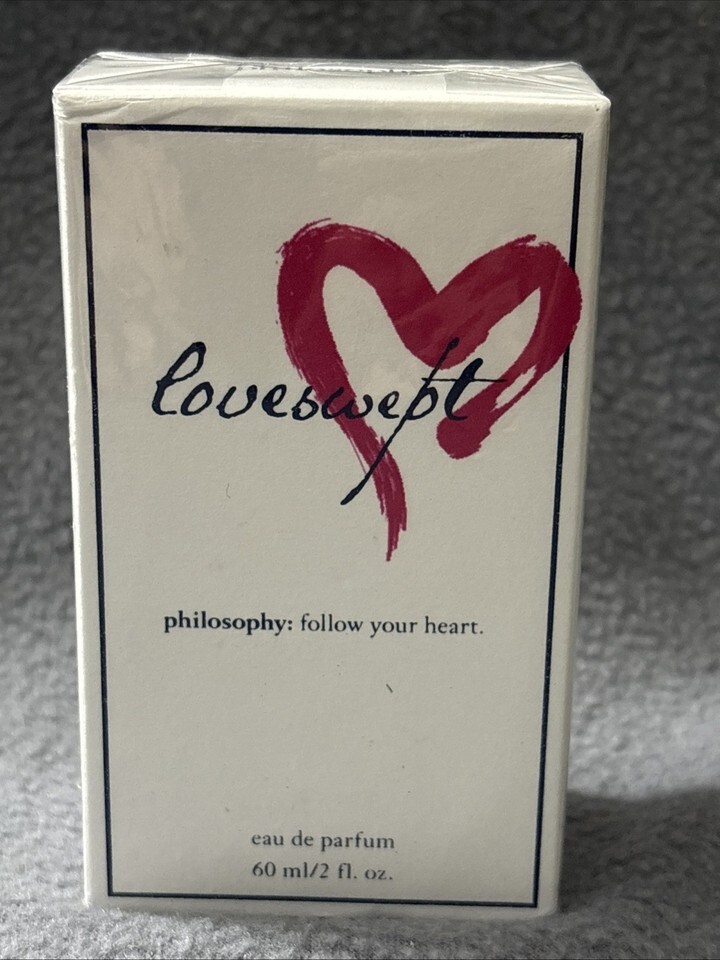 loveswept
philosophy: follow your heart.
eau de parfum
60 ml/2 fl. oz.